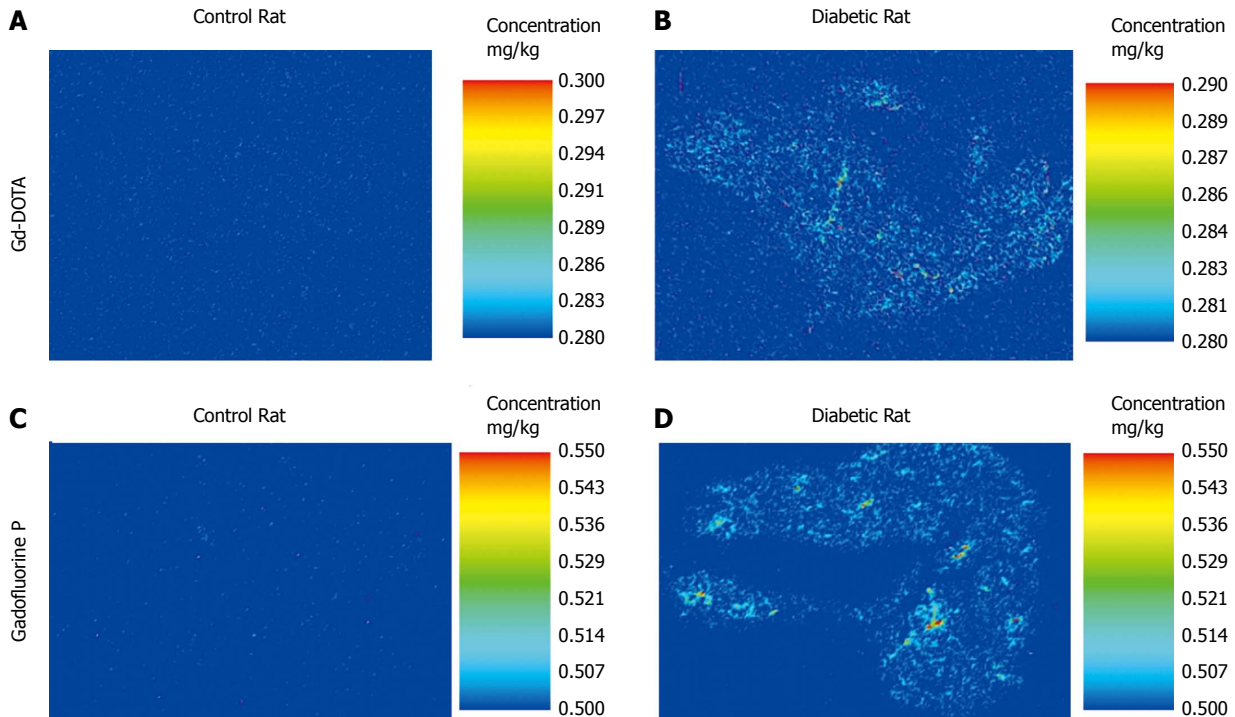 A
Control Rat
Concentration
mg/kg
0.300
0.297
0.294
0.291
0.289
0.286
0.283
0.280
Gd-DOTA
B
Diabetic Rat
Concentration
mg/kg
0.290
0.289
0.287
0.286
0.284
0.283
0.281
0.280
C
Control Rat
Concentration
mg/kg
0.550
0.543
0.536
0.529
0.521
0.514
0.507
0.500
Gadofluorine P
D
Diabetic Rat
Concentration
mg/kg
0.550
0.543
0.536
0.529
0.521
0.514
0.507
0.500